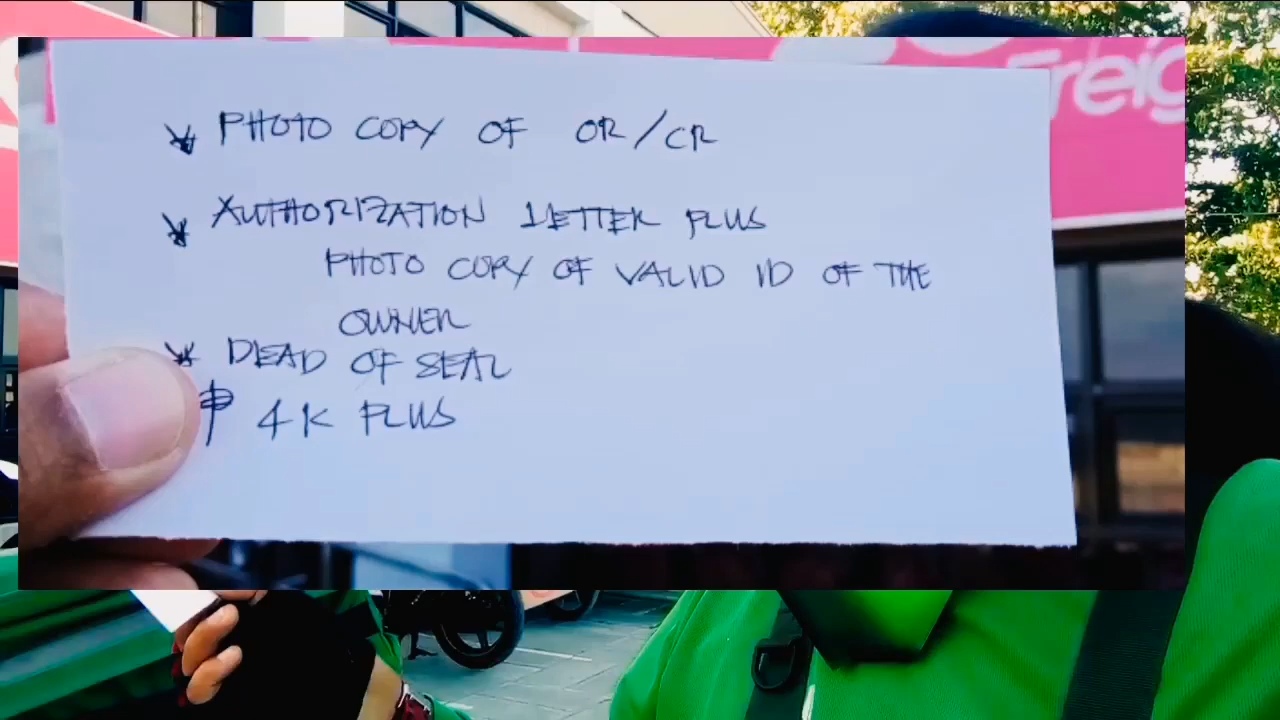 Freig
PHOTO COPY OF OR/CR
AUTHORIZATION LETTER PLUS
PHOTO COPY OF VALID ID OF THE
OWNER
DEAD OF SEAL
₱ 4K PLUS